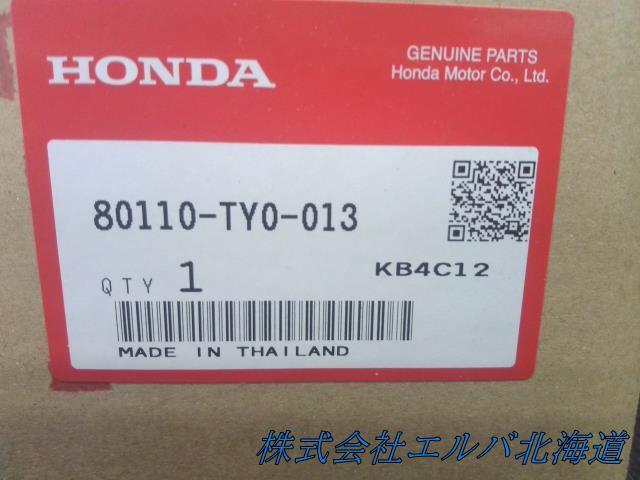 HONDA
GENUINE PARTS
Honda Motor Co., Ltd.
80110-TY0-013
QTY 1
KB4C12
MADE IN THAILAND
株式会社エルバ北海道